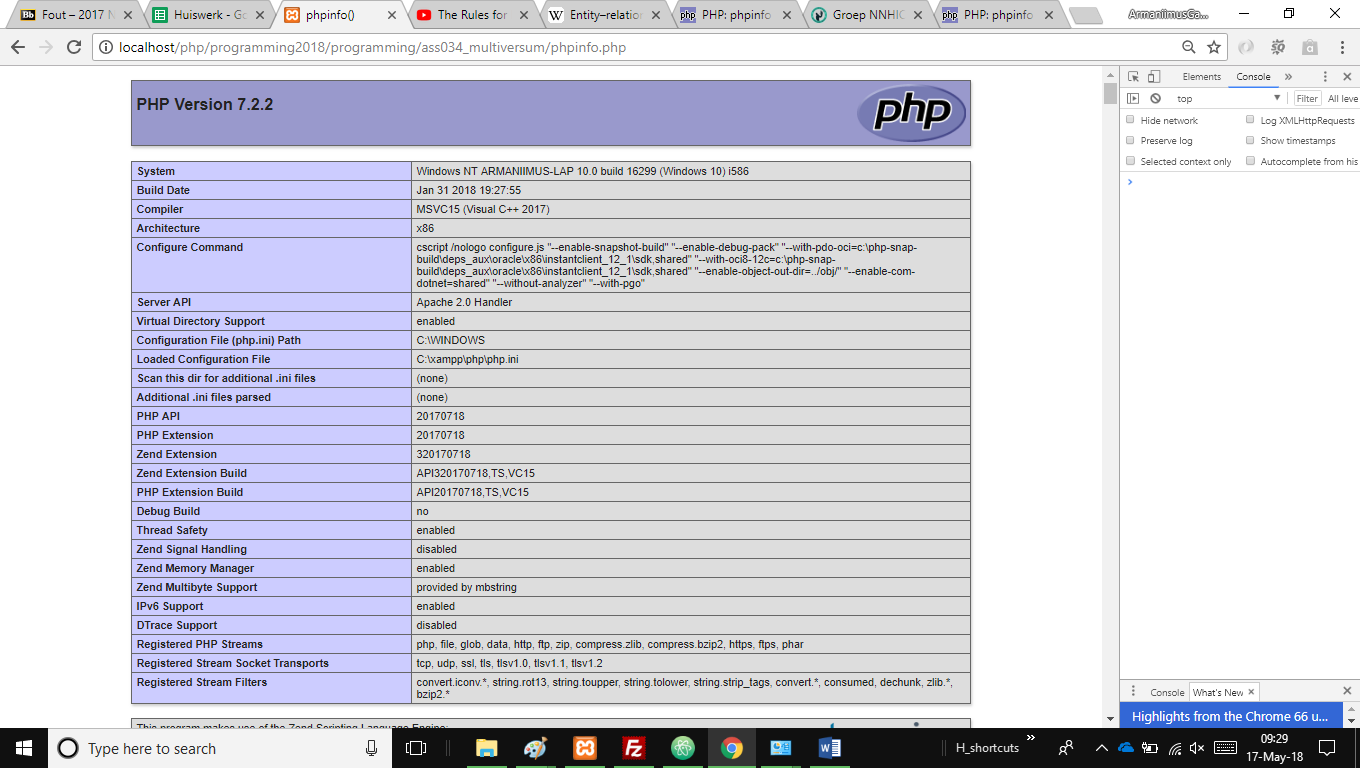 Fout – 2017 N
Huiswerk - Go
phpinfo()
The Rules for
Entity–relation
PHP: phpinfo
Groep NNHIC
PHP: phpinfo
ArmaniimusGa...
localhost/php/programming2018/programming/ass034_multiversum/phpinfo.php
PHP Version 7.2.2
php
System Windows NT ARMANIIMUS-LAP 10.0 build 16299 (Windows 10) i586
Build Date Jan 31 2018 19:27:55
Compiler MSVC15 (Visual C++ 2017)
Architecture x86
Configure Command cscript /nologo configure.js "--enable-snapshot-build" "--enable-debug-pack" "--with-pdo-oci=c:\php-snap-
build\deps_aux\oracle\x86\instantclient_12_1\sdk,shared" "--with-oci8-12c=c:\php-snap-
build\deps_aux\oracle\x86\instantclient_12_1\sdk,shared" "--enable-object-out-dir=../obj/" "--enable-com-
dotnet=shared" "--without-analyzer" "--with-pgo"
Server API Apache 2.0 Handler
Virtual Directory Support enabled
Configuration File (php.ini) Path C:\WINDOWS
Loaded Configuration File C:\xampp\php\php.ini
Scan this dir for additional .ini files (none)
Additional .ini files parsed (none)
PHP API 20170718
PHP Extension 20170718
Zend Extension 320170718
Zend Extension Build API320170718,TS,VC15
PHP Extension Build API20170718,TS,VC15
Debug Build no
Thread Safety enabled
Zend Signal Handling disabled
Zend Memory Manager enabled
Zend Multibyte Support provided by mbstring
IPv6 Support enabled
DTrace Support disabled
Registered PHP Streams php, file, glob, data, http, ftp, zip, compress.zlib, compress.bzip2, https, ftps, phar
Registered Stream Socket Transports tcp, udp, ssl, tls, tlsv1.0, tlsv1.1, tlsv1.2
Registered Stream Filters convert.iconv.*, string.rot13, string.toupper, string.tolower, string.strip_tags, convert.*, consumed, dechunk, zlib.*,
bzip2.*
This program makes use of the Zend Scripting Language Engine:
Elements Console »
top Filter All leve
Hide network Log XMLHttpRequests
Preserve log Show timestamps
Selected context only Autocomplete from his
Console What's New
Highlights from the Chrome 66 u...
Type here to search
H_shortcuts
09:29
17-May-18